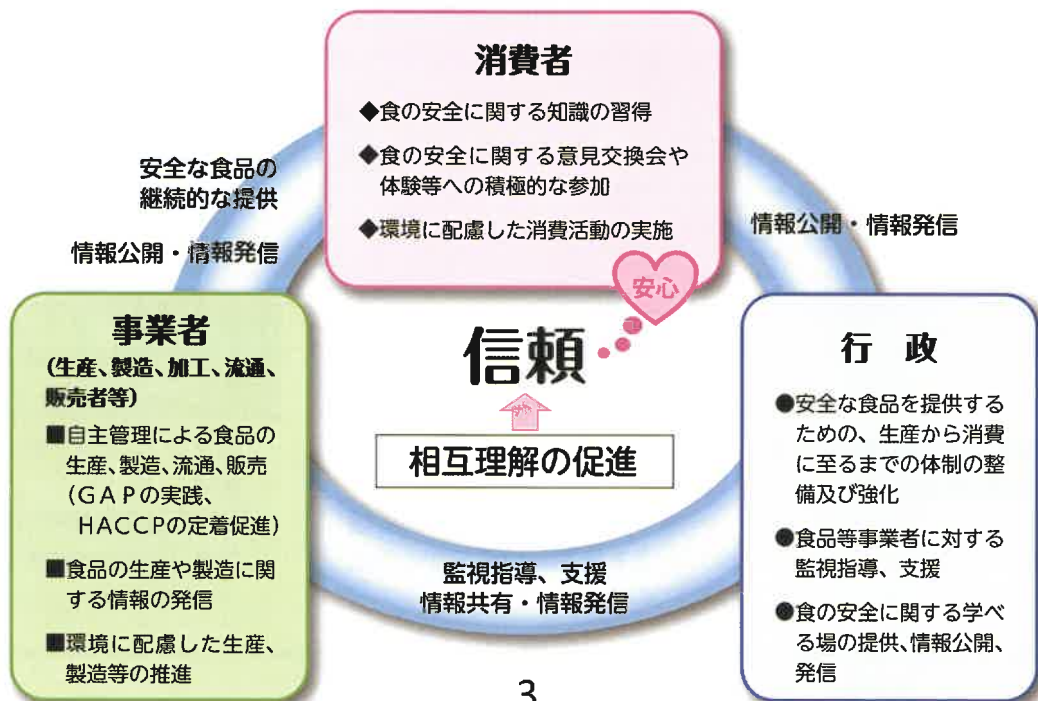 消費者
◆食の安全に関する知識の習得
◆食の安全に関する意見交換会や
体験等への積極的な参加
◆環境に配慮した消費活動の実施
安全な食品の
継続的な提供
情報公開・情報発信
情報公開・情報発信
安心
信頼
相互理解の促進
事業者
(生産、製造、加工、流通、
販売者等)
■自主管理による食品の
生産、製造、流通、販売
(GAPの実践、
HACCPの定着促進)
■食品の生産や製造に関
する情報の発信
■環境に配慮した生産、
製造等の推進
監視指導、支援
情報共有・情報発信
行 政
●安全な食品を提供する
ための、生産から消費
に至るまでの体制の整
備及び強化
●食品等事業者に対する
監視指導、支援
●食の安全に関する学べ
る場の提供、情報公開、
発信
3